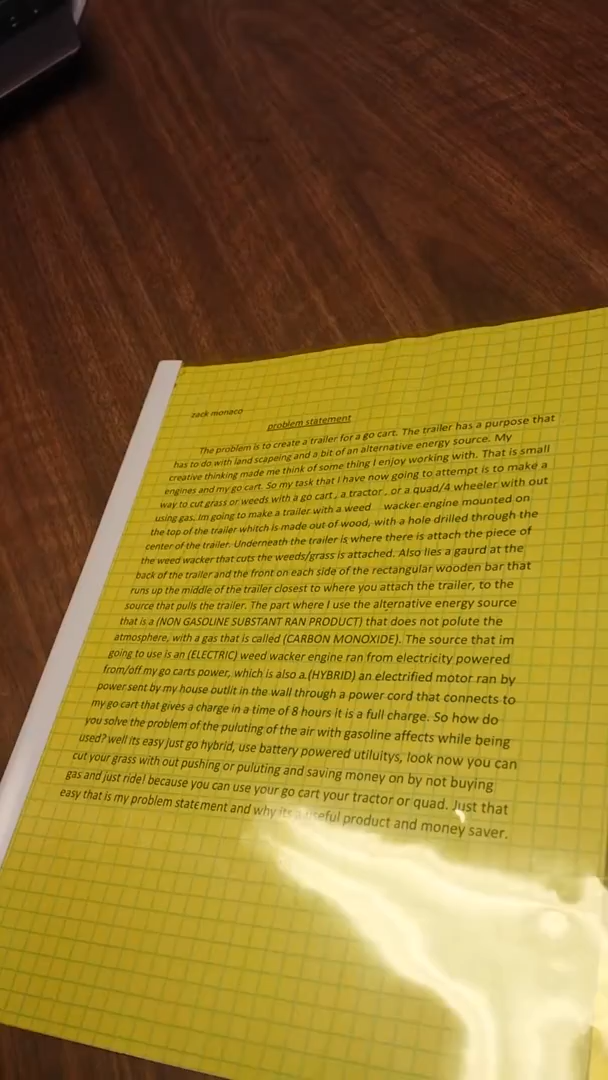 zack monaco
problem statement
The problem is to create a trailer for a go cart. The trailer has a purpose that
has to do with land scapeing and a bit of an alternative energy source. My
creative thinking made me think of some thing I enjoy working with. That is small
engines and my go cart. So my task that I have now going to attempt is to make a
way to cut grass or weeds with a go cart , a tractor , or a quad/4 wheeler with out
using gas. Im going to make a trailer with a weed wacker engine mounted on
the top of the trailer whitch is made out of wood, with a hole drilled through the
center of the trailer. Underneath the trailer is where there is attach the piece of
the weed wacker that cuts the weeds/grass is attached. Also lies a gaurd at the
back of the trailer and the front on each side of the rectangular wooden bar that
runs up the middle of the trailer closest to where you attach the trailer, to the
source that pulls the trailer. The part where I use the alternative energy source
that is a (NON GASOLINE SUBSTANT RAN PRODUCT) that does not polute the
atmosphere, with a gas that is called (CARBON MONOXIDE). The source that im
going to use is an (ELECTRIC) weed wacker engine ran from electricity powered
from/off my go carts power, which is also a.(HYBRID) an electrified motor ran by
power sent by my house outlit in the wall through a power cord that connects to
my go cart that gives a charge in a time of 8 hours it is a full charge. So how do
you solve the problem of the puluting of the air with gasoline affects while being
used? well its easy just go hybrid, use battery powered utiluitys, look now you can
cut your grass with out pushing or puluting and saving money on by not buying
gas and just ride! because you can use your go cart your tractor or quad. Just that
easy that is my problem statement and why its a useful product and money saver.